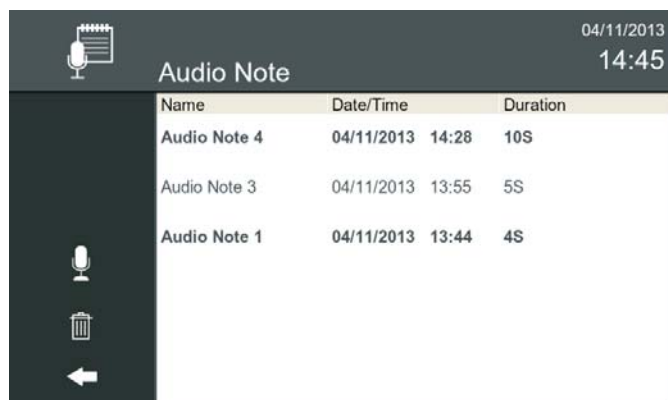 04/11/2013
14:45
Audio Note
Name Date/Time Duration
Audio Note 4 04/11/2013 14:28 10S
Audio Note 3 04/11/2013 13:55 5S
Audio Note 1 04/11/2013 13:44 4S